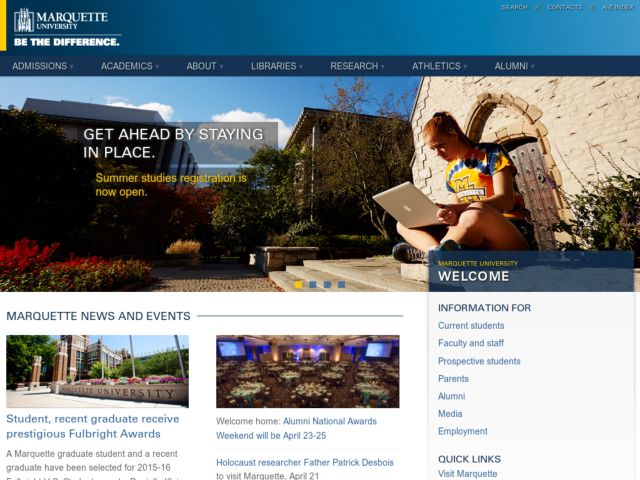 MARQUETTE
UNIVERSITY
BE THE DIFFERENCE.
SEARCH // CONTACTS // A-Z INDEX
ADMISSIONS ACADEMICS ABOUT LIBRARIES RESEARCH ATHLETICS ALUMNI
GET AHEAD BY STAYING
IN PLACE.
Summer studies registration is
now open.
MARQUETTE UNIVERSITY
WELCOME
MARQUETTE NEWS AND EVENTS
MARQUETTE UNIVERSITY
Student, recent graduate receive
prestigious Fulbright Awards
A Marquette graduate student and a recent
graduate have been selected for 2015-16
Welcome home: Alumni National Awards
Weekend will be April 23-25
Holocaust researcher Father Patrick Desbois
to visit Marquette, April 21
INFORMATION FOR
Current students
Faculty and staff
Prospective students
Parents
Alumni
Media
Employment
QUICK LINKS
Visit Marquette